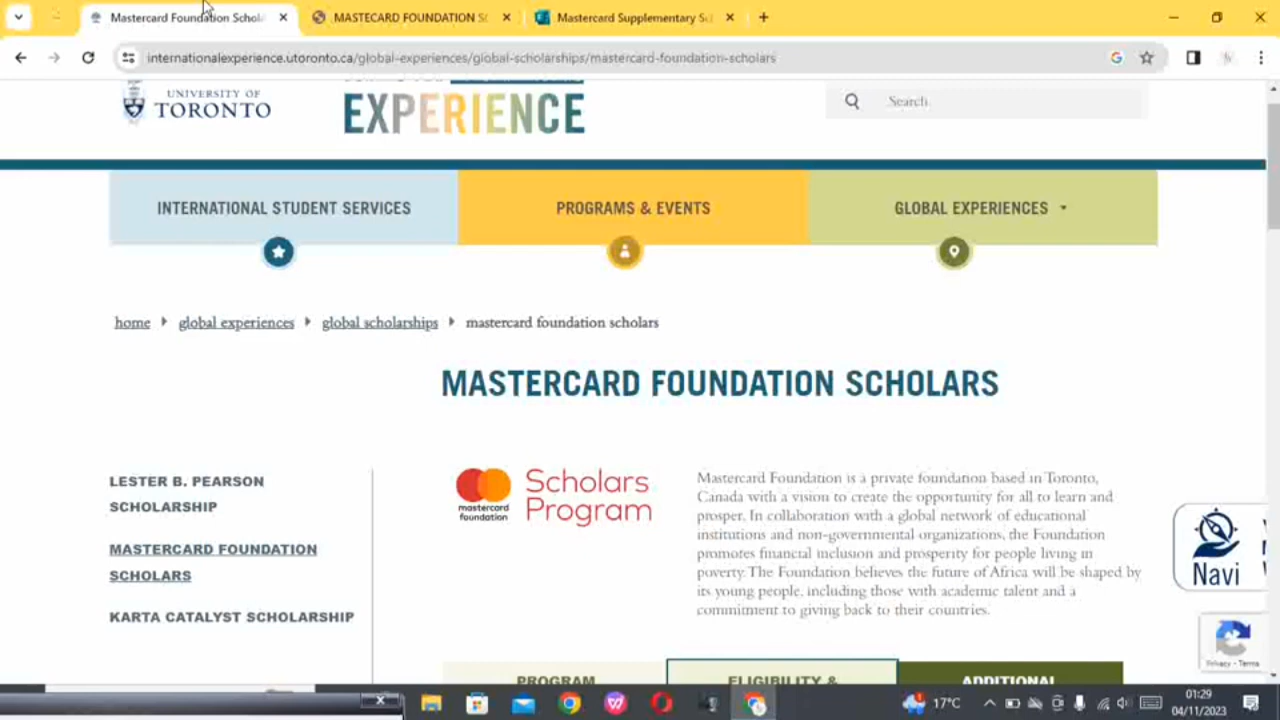 Mastercard Foundation Schol
MASTECARD FOUNDATION S
Mastercard Supplementary S
internationalexperience.utoronto.ca/global-experiences/global-scholarships/mastercard-foundation-scholars
UNIVERSITY OF
TORONTO
EXPERIENCE
Search
INTERNATIONAL STUDENT SERVICES
PROGRAMS & EVENTS
GLOBAL EXPERIENCES
home
global experiences
global scholarships
mastercard foundation scholars
MASTERCARD FOUNDATION SCHOLARS
LESTER B. PEARSON
SCHOLARSHIP
MASTERCARD FOUNDATION
SCHOLARS
KARTA CATALYST SCHOLARSHIP
mastercard
foundation
Scholars
Program
Mastercard Foundation is a private foundation based in Toronto,
Canada with a vision to create the opportunity for all to learn and
prosper. In collaboration with a global network of educational
institutions and non-governmental organizations, the Foundation
promotes financial inclusion and prosperity for people living in
poverty. The Foundation believes the future of Africa will be shaped by
its young people, including those with academic talent and a
commitment to giving back to their countries.
Navi
Privacy - Terms
PROGRAM
ELIGIBILITY &
ADDITIONAL
17°C
01:29
04/11/2023